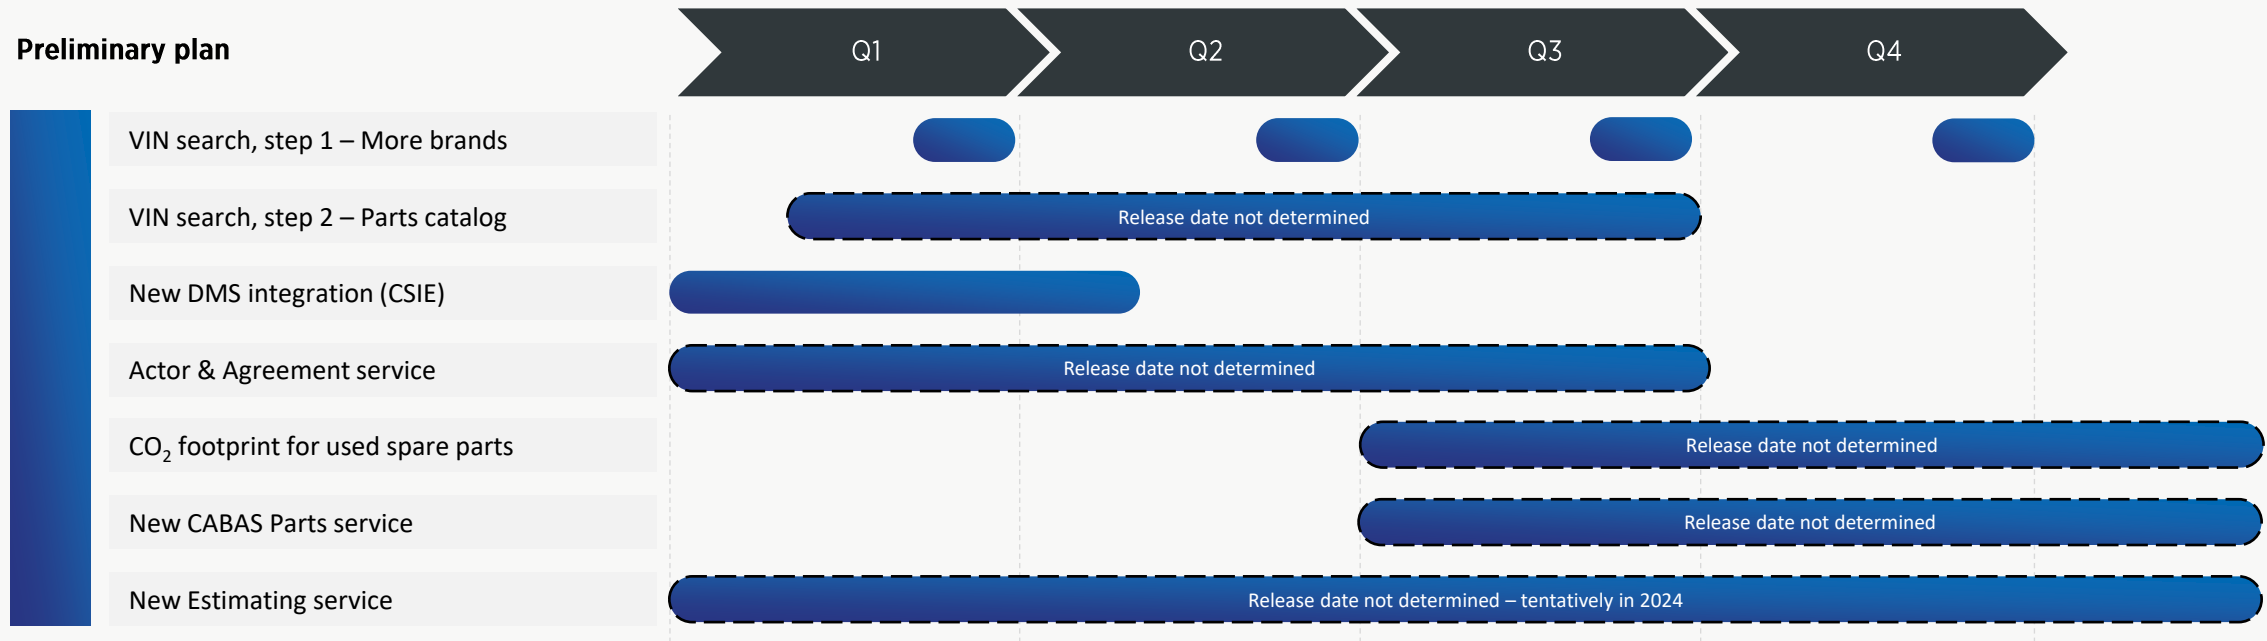 Preliminary plan
Q1
Q2
Q3
Q4
VIN search, step 1 – More brands
VIN search, step 2 – Parts catalog
Release date not determined
New DMS integration (CSIE)
Actor & Agreement service
Release date not determined
CO₂ footprint for used spare parts
Release date not determined
New CABAS Parts service
Release date not determined
New Estimating service
Release date not determined – tentatively in 2024